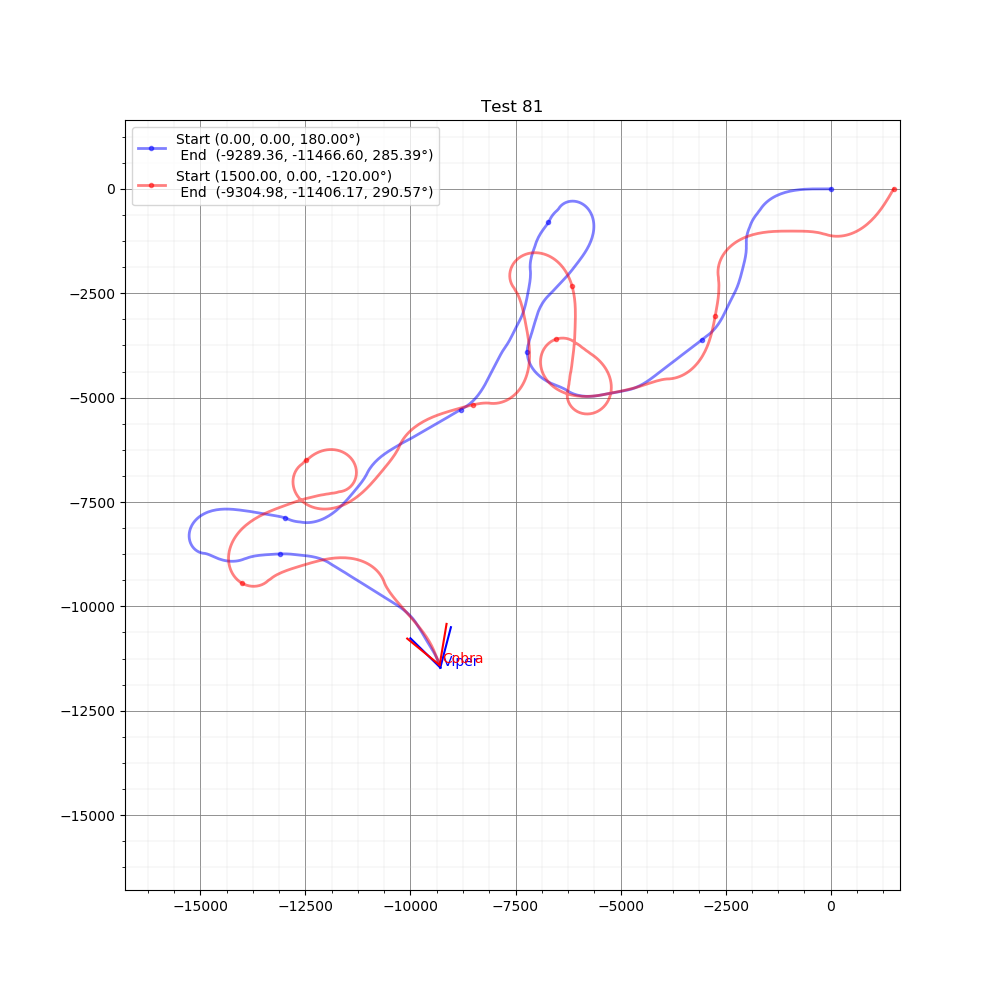 Test 81
Start (0.00, 0.00, 180.00°)
End  (-9289.36, -11466.60, 285.39°)
Start (1500.00, 0.00, -120.00°)
End  (-9304.98, -11406.17, 290.57°)
0
−2500
−5000
−7500
−10000
−12500
−15000
Cobra
Viper
−15000 −12500 −10000 −7500 −5000 −2500 0